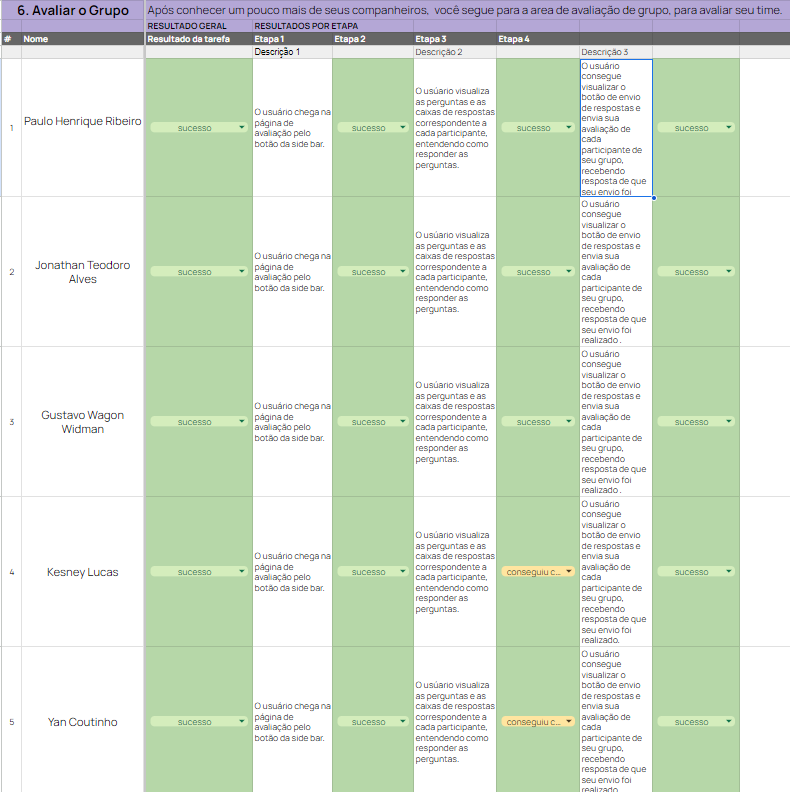 6. Avaliar o Grupo
Após conhecer um pouco mais de seus companheiros, você segue para a area de avaliação de grupo, para avaliar seu time.
RESULTADO GERAL
RESULTADOS POR ETAPA
# Nome Resultado da tarefa Etapa 1 Etapa 2 Etapa 3 Etapa 4
Descrição 1 Descrição 2 Descrição 3
1
Paulo Henrique Ribeiro
sucesso
O usuário chega na
página de
avaliação pelo
botão da side bar.
sucesso
O usúario visualiza
as perguntas e as
caixas de respostas
correspondente a
cada participante,
entendendo como
responder as
perguntas.
sucesso
O usuário
consegue
visualizar o
botão de envio
de respostas e
envia sua
avaliação de
cada
participante de
seu grupo,
recebendo
resposta de que
seu envio foi
sucesso
2
Jonathan Teodoro
Alves
sucesso
O usuário chega na
página de
avaliação pelo
botão da side bar.
sucesso
O usúario visualiza
as perguntas e as
caixas de respostas
correspondente a
cada participante,
entendendo como
responder as
perguntas.
sucesso
O usuário
consegue
visualizar o
botão de envio
de respostas e
envia sua
avaliação de
cada
participante de
seu grupo,
recebendo
resposta de que
seu envio foi
realizado .
sucesso
3
Gustavo Wagon
Widman
sucesso
O usuário chega na
página de
avaliação pelo
botão da side bar.
sucesso
O usúario visualiza
as perguntas e as
caixas de respostas
correspondente a
cada participante,
entendendo como
responder as
perguntas.
sucesso
O usuário
consegue
visualizar o
botão de envio
de respostas e
envia sua
avaliação de
cada
participante de
seu grupo,
recebendo
resposta de que
seu envio foi
realizado .
sucesso
4
Kesney Lucas
sucesso
O usuário chega na
página de
avaliação pelo
botão da side bar.
sucesso
O usúario visualiza
as perguntas e as
caixas de respostas
correspondente a
cada participante,
entendendo como
responder as
perguntas.
conseguiu c...
O usuário
consegue
visualizar o
botão de envio
de respostas e
envia sua
avaliação de
cada
participante de
seu grupo,
recebendo
resposta de que
seu envio foi
realizado.
sucesso
5
Yan Coutinho
sucesso
O usuário chega na
página de
avaliação pelo
botão da side bar.
sucesso
O usúario visualiza
as perguntas e as
caixas de respostas
correspondente a
cada participante,
entendendo como
responder as
perguntas.
conseguiu c...
O usuário
consegue
visualizar o
botão de envio
de respostas e
envia sua
avaliação de
cada
participante de
seu grupo,
recebendo
resposta de que
seu envio foi
realizado
sucesso